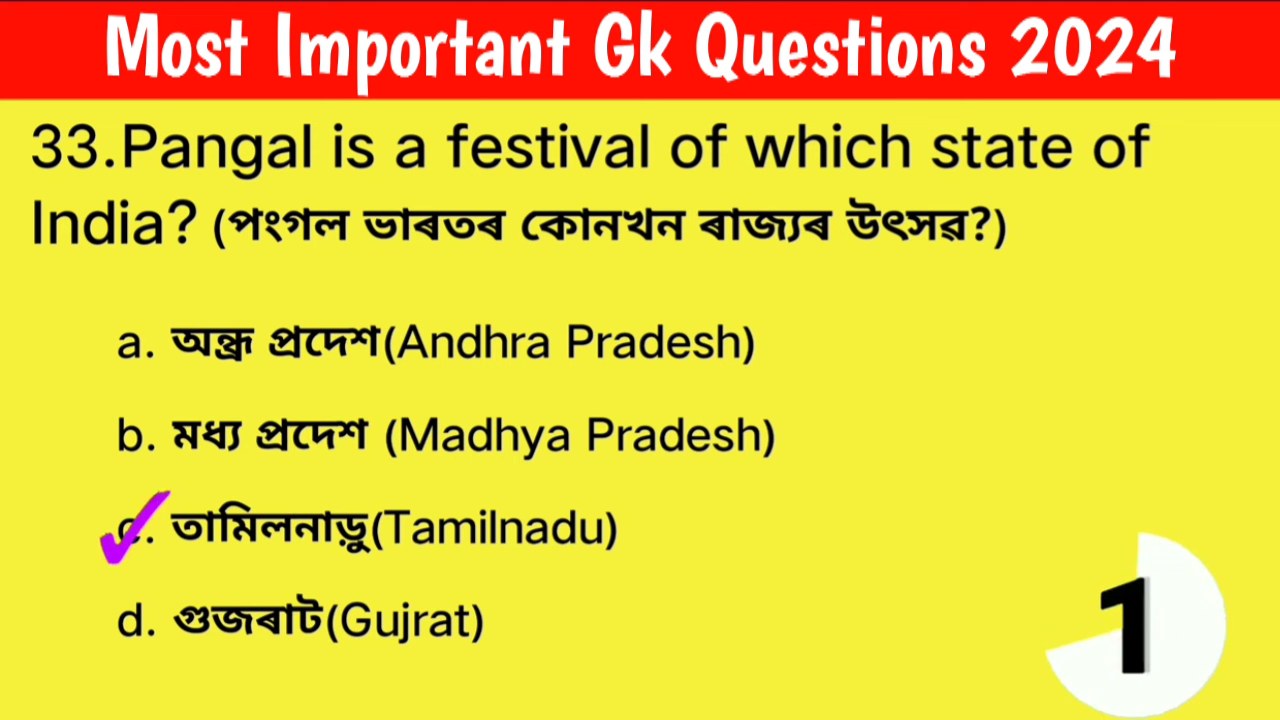 Most Important Gk Questions 2024
33.Pangal is a festival of which state of
India? (পংগল ভাৰতৰ কোনখন ৰাজ্যৰ উৎসৱ?)
a. অন্ধ্ৰ প্ৰদেশ(Andhra Pradesh)
b. মধ্য প্ৰদেশ (Madhya Pradesh)
c. তামিলনাড়ু(Tamilnadu)
d. গুজৰাট(Gujrat)
1